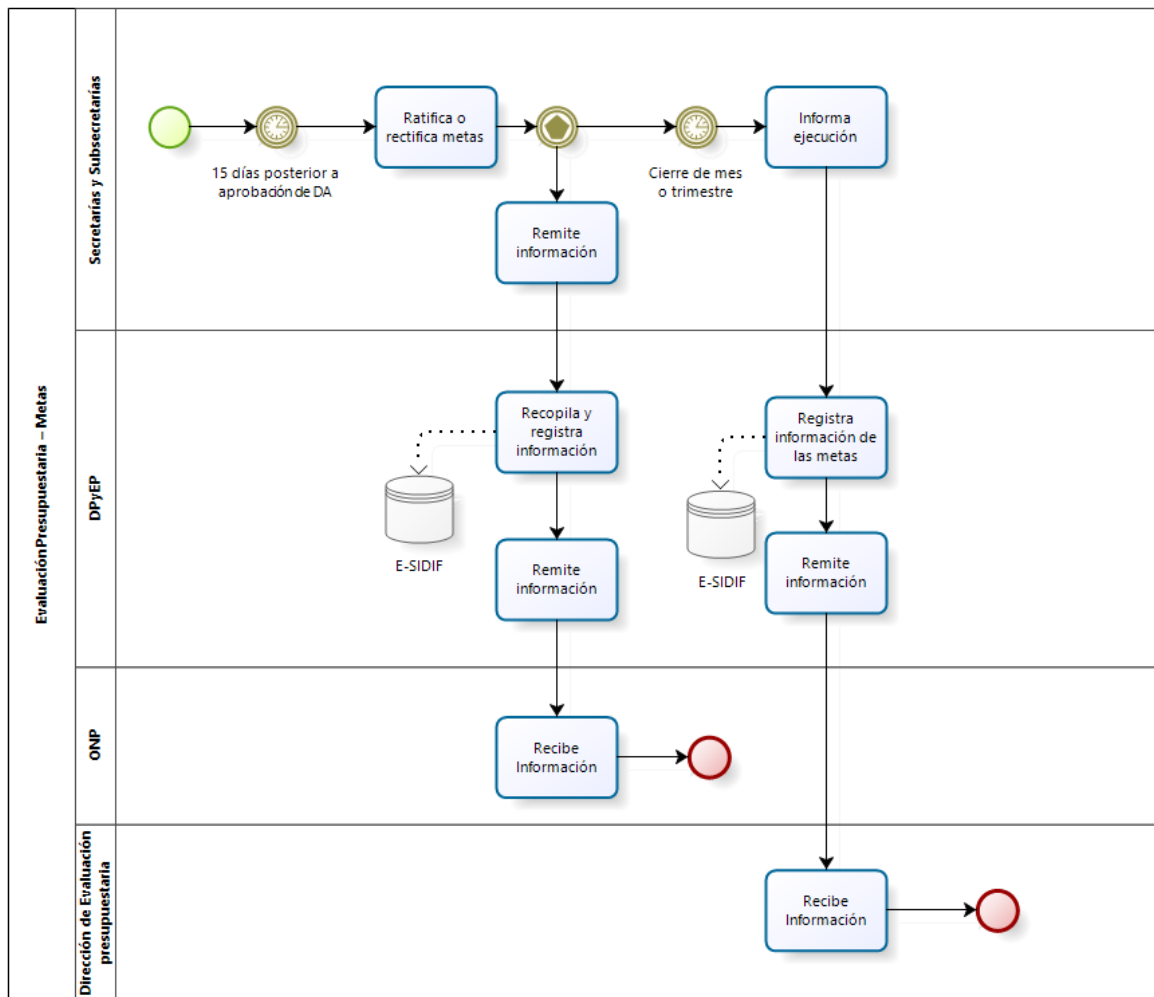 EvaluaciónPresupuestaria – Metas
Secretarías y Subsecretarías
15 días posterior a
aprobación de DA
Ratifica o
rectifica metas
Cierre de mes
o trimestre
Informa
ejecución
Remite
información
DPyEP
Recopila y
registra
información
E-SIDIF
Remite
información
Registra
información de
las metas
E-SIDIF
Remite
información
ONP
Recibe
Información
Dirección de Evaluación
presupuestaria
Recibe
Información